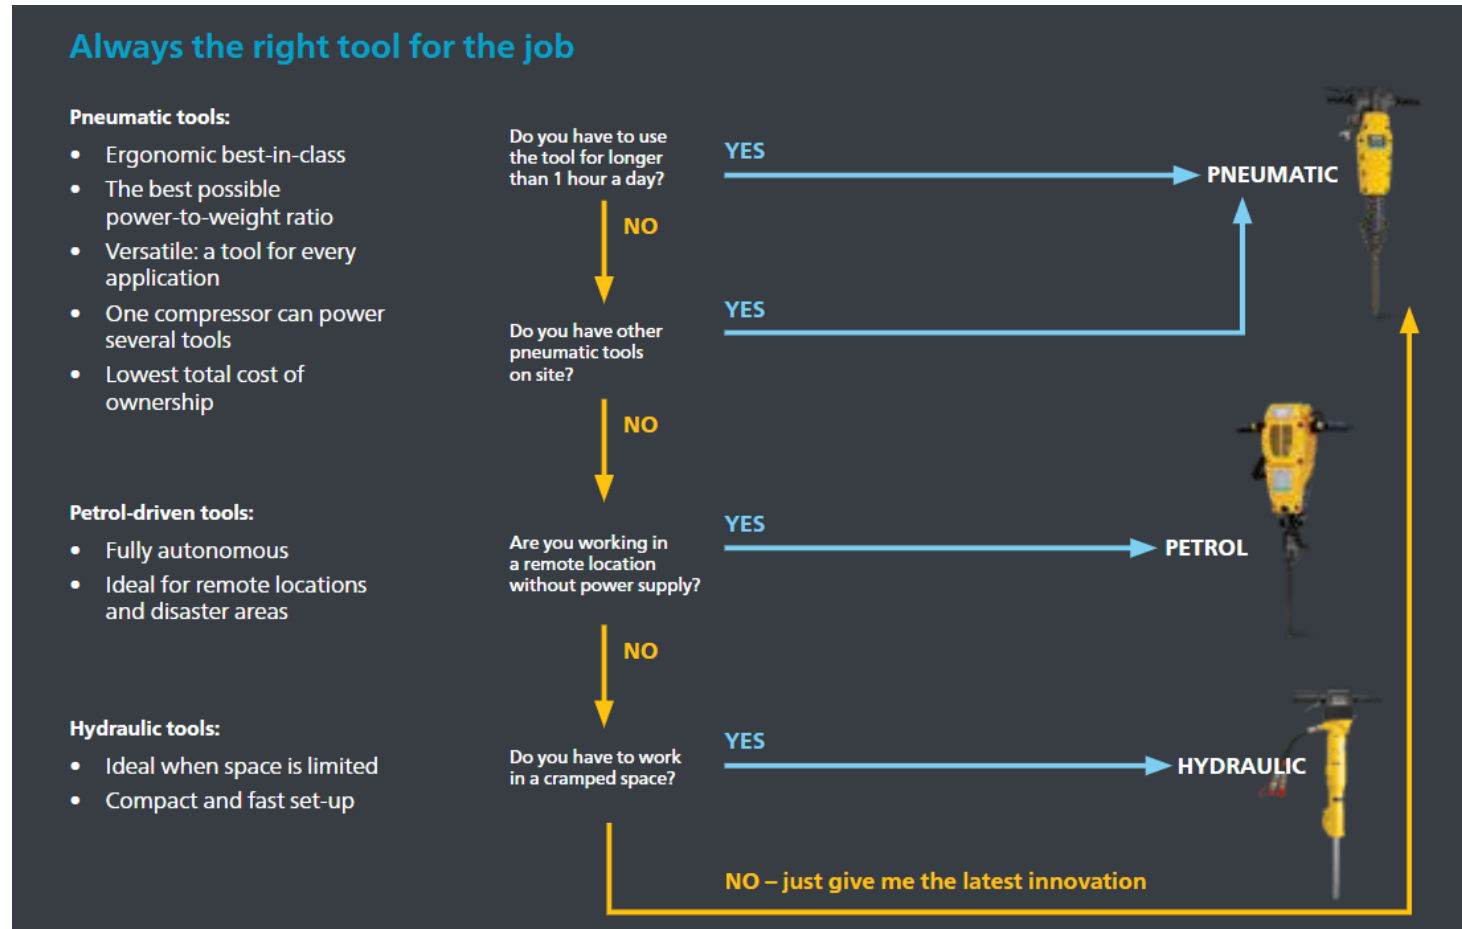 Always the right tool for the job
Pneumatic tools:
• Ergonomic best-in-class
• The best possible
power-to-weight ratio
• Versatile: a tool for every
application
• One compressor can power
several tools
• Lowest total cost of
ownership
Petrol-driven tools:
• Fully autonomous
• Ideal for remote locations
and disaster areas
Hydraulic tools:
• Ideal when space is limited
• Compact and fast set-up
Do you have to use
the tool for longer
than 1 hour a day?
YES
PNEUMATIC
NO
Do you have other
pneumatic tools
on site?
YES
NO
Are you working in
a remote location
without power supply?
YES
PETROL
NO
Do you have to work
in a cramped space?
YES
HYDRAULIC
NO – just give me the latest innovation